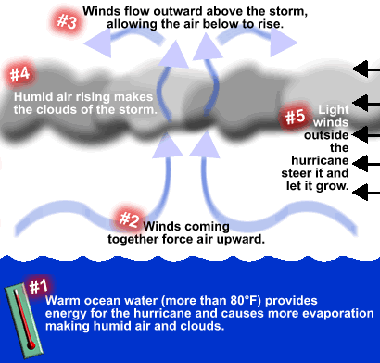 #1
Warm ocean water (more than 80°F) provides
energy for the hurricane and causes more evaporation
making humid air and clouds.
#2
Winds coming
together force air upward.
#3
Winds flow outward above the storm,
allowing the air below to rise.
#4
Humid air rising makes
the clouds of the storm.
#5
Light
winds
outside
the
hurricane
steer it and
let it grow.